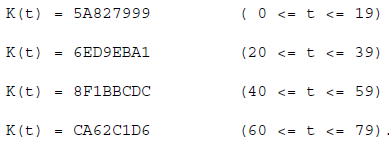 K(t) = 5A827999         ( 0 <= t <= 19)
K(t) = 6ED9EBA1         (20 <= t <= 39)
K(t) = 8F1BBCDC         (40 <= t <= 59)
K(t) = CA62C1D6         (60 <= t <= 79).